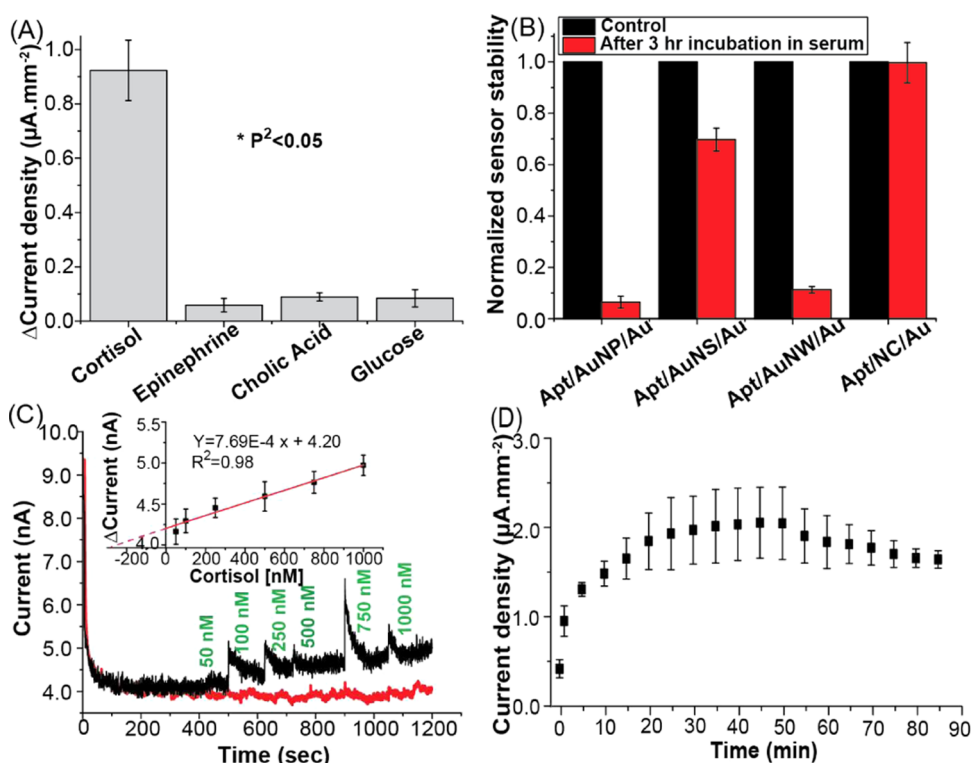 (A)
ΔCurrent density (µA.mm⁻²)
1.0
0.8
0.6
0.4
0.2
0.0
* P²<0.05
Cortisol
Epinephrine
Cholic Acid
Glucose
(B)
Control
After 3 hr incubation in serum
Normalized sensor stability
1.0
0.8
0.6
0.4
0.2
0.0
Apt/AuNP/Au
Apt/AuNS/Au
Apt/AuNW/Au
Apt/NC/Au
(C)
Current (nA)
10.0
9.0
8.0
7.0
6.0
5.0
4.0
ΔCurrent (nA)
5.5
5.0
4.5
4.0
Y=7.69E-4 x + 4.20
R²=0.98
-200
0
200
400
600
800
1000
Cortisol [nM]
50 nM
100 nM
250 nM
500 nM
750 nM
1000 nM
0
200
400
600
800
1000
1200
Time (sec)
(D)
Current density (µA.mm⁻²)
3.0
2.0
1.0
0.0
0
10
20
30
40
50
60
70
80
90
Time (min)